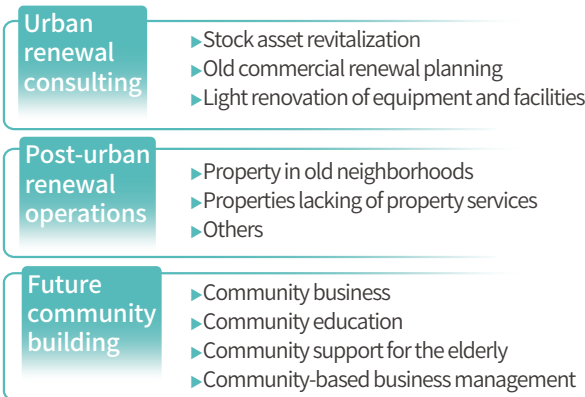 Urban
renewal
consulting
▶Stock asset revitalization
▶Old commercial renewal planning
▶Light renovation of equipment and facilities
Post-urban
renewal
operations
▶Property in old neighborhoods
▶Properties lacking of property services
▶Others
Future
community
building
▶Community business
▶Community education
▶Community support for the elderly
▶Community-based business management